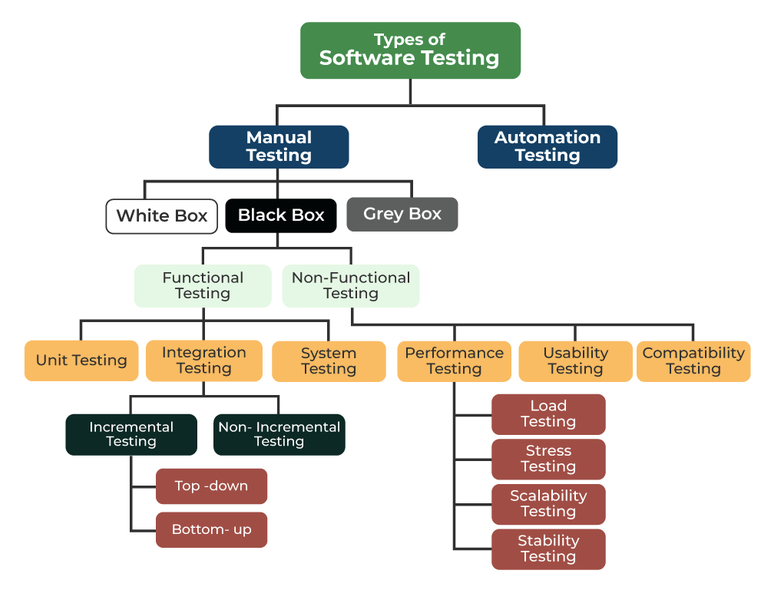 Types of
Software Testing
Manual
Testing
Automation
Testing
White Box
Black Box
Grey Box
Functional
Testing
Non-Functional
Testing
Unit Testing
Integration
Testing
System
Testing
Performance
Testing
Usability
Testing
Compatibility
Testing
Incremental
Testing
Non- Incremental
Testing
Load
Testing
Stress
Testing
Scalability
Testing
Stability
Testing
Top -down
Bottom- up